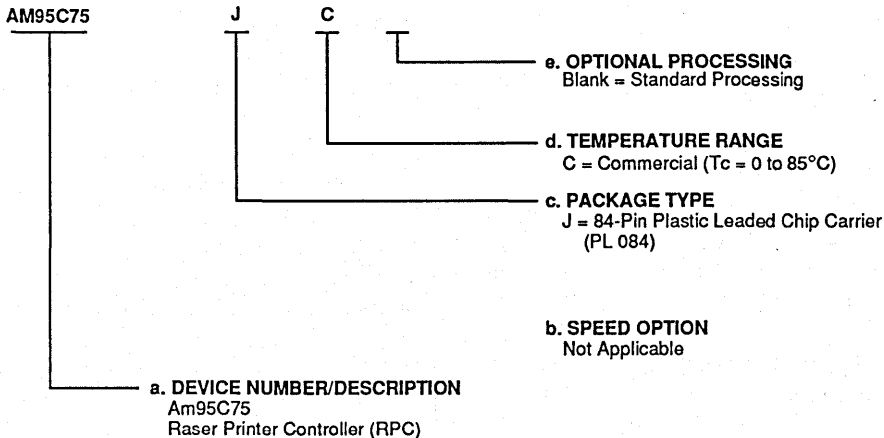 AM95C75 J C
e. OPTIONAL PROCESSING
Blank = Standard Processing
d. TEMPERATURE RANGE
C = Commercial (Tc = 0 to 85°C)
c. PACKAGE TYPE
J = 84-Pin Plastic Leaded Chip Carrier
(PL 084)
b. SPEED OPTION
Not Applicable
a. DEVICE NUMBER/DESCRIPTION
Am95C75
Raser Printer Controller (RPC)